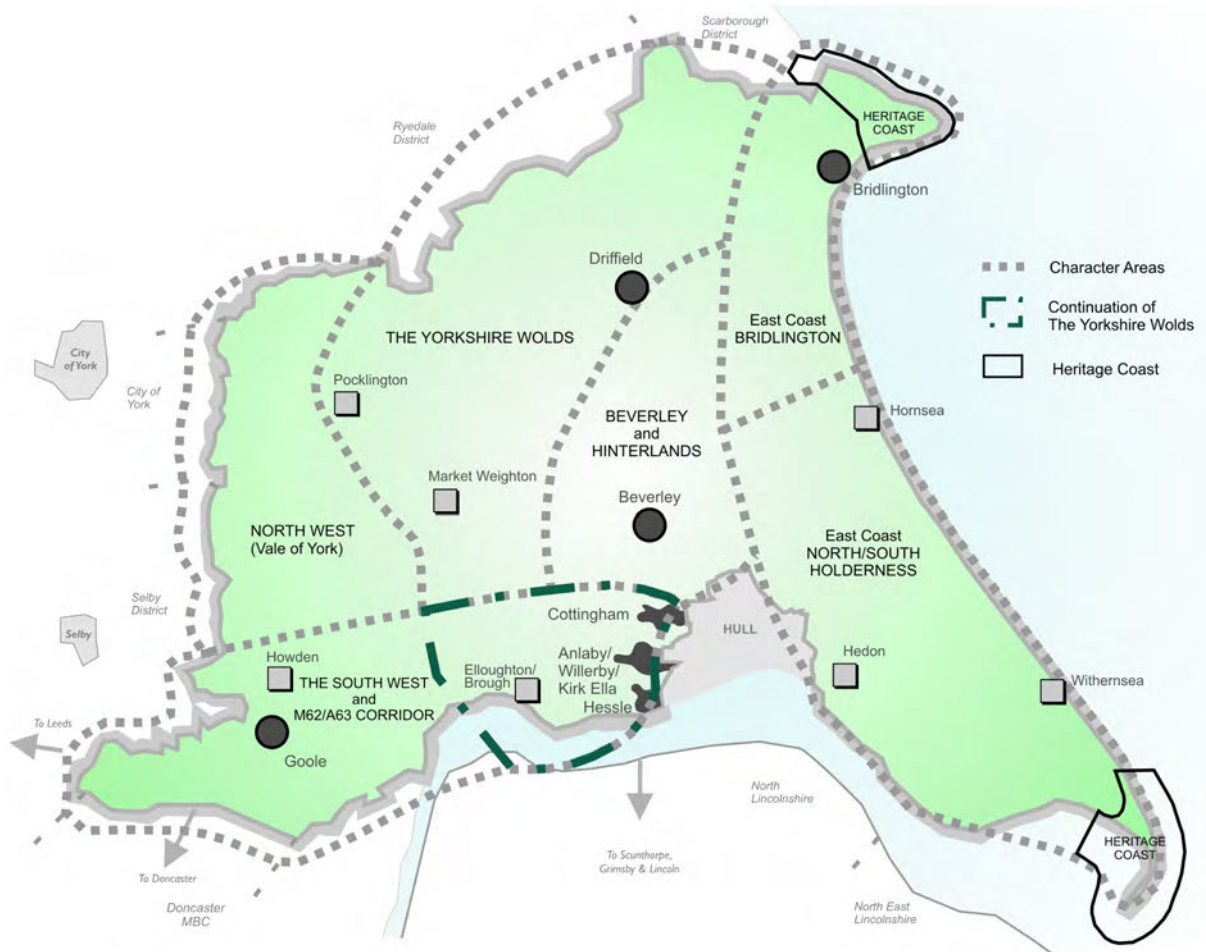 Scarborough
District
Ryedale
District
HERITAGE
COAST
Bridlington
Driffield
Character Areas
Continuation of
The Yorkshire Wolds
Heritage Coast
East Coast
BRIDLINGTON
THE YORKSHIRE WOLDS
City
of York
City of
York
Pocklington
Hornsea
BEVERLEY
and
HINTERLANDS
Market Weighton
Beverley
NORTH WEST
(Vale of York)
East Coast
NORTH/SOUTH
HOLDERNESS
Selby
District
Selby
Cottingham
HULL
Anlaby/
Willerby/
Kirk Ella
Hessle
Howden
Elloughton/
Brough
Hedon
Withernsea
THE SOUTH WEST
and
M62/A63 CORRIDOR
To Leeds
Goole
North
Lincolnshire
HERITAGE
COAST
To Scunthorpe,
Grimsby & Lincoln
To Doncaster
Doncaster
MBC
North East
Lincolnshire